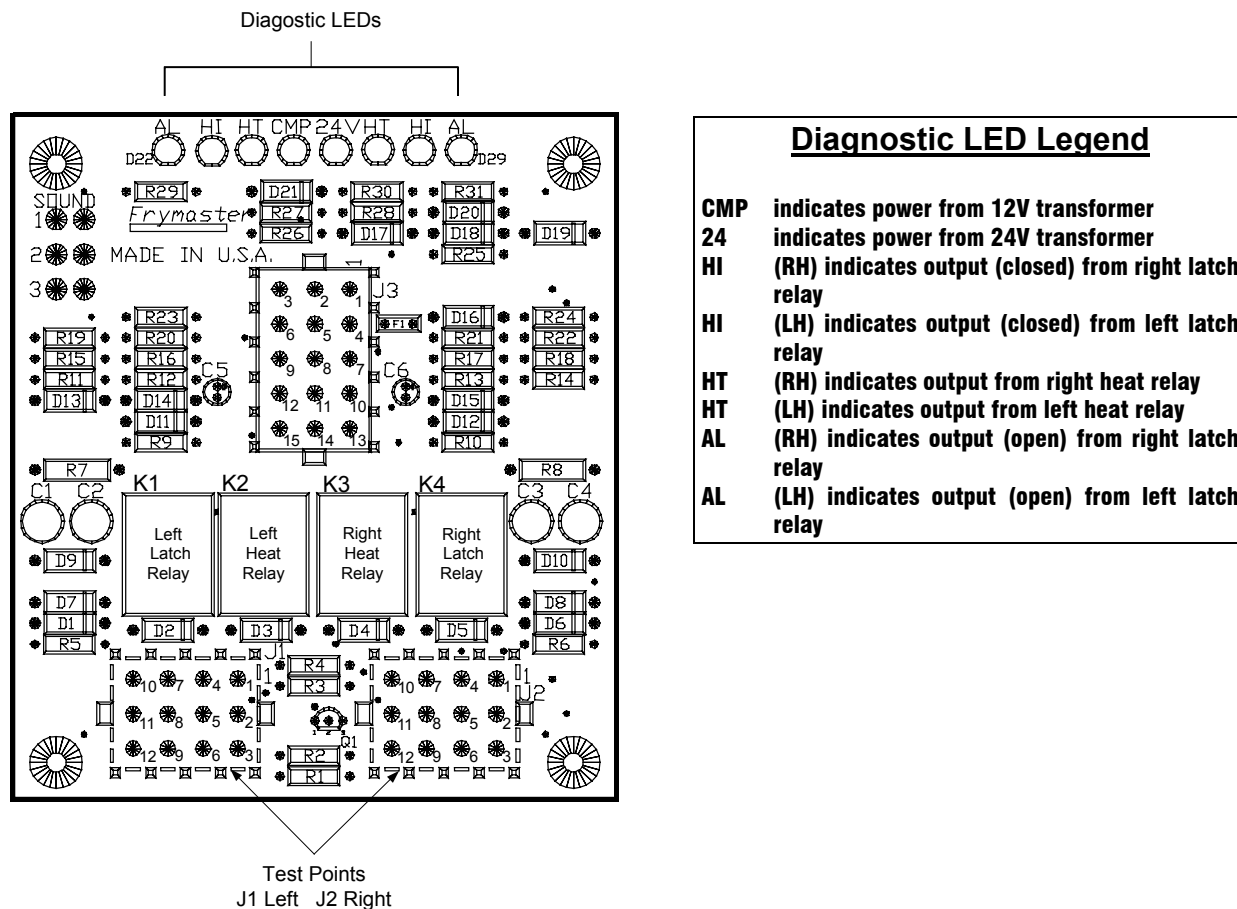 Diagostic LEDs
AL HI HT CMP 24V HT HI AL
D22 D29
R29 D21 R30 R31
SOUND
1
Frymaster
R27 R28 D20
R26 D17 D18 D19
2 MADE IN U.S.A.
R25
3
1
J3
3 2 1
R23 6 5 4 F1 D16 R24
R19 R20 R21 R22
R15 R16 9 8 7 R17 R18
R11 R12 C5 C6 R13 R14
D13 D14 12 11 10 D15
D11 D12
R9 15 14 13 R10
R7 R8
C1 C2 K1 K2 K3 K4 C3 C4
Left
Latch
Relay
Left
Heat
Relay
Right
Heat
Relay
Right
Latch
Relay
D9 D10
D7 D8
D1 D2 D3 D4 D5 D6
R5 J1 R6
R4
10 7 4 1 1 R3 10 7 4 1 1
J2
11 8 5 2 11 8 5 2
1 2 3
Q1
12 9 6 3 R2 12 9 6 3
R1
Test Points
J1 Left J2 Right
Diagnostic LED Legend
CMP indicates power from 12V transformer
24 indicates power from 24V transformer
HI (RH) indicates output (closed) from right latch
relay
HI (LH) indicates output (closed) from left latch
relay
HT (RH) indicates output from right heat relay
HT (LH) indicates output from left heat relay
AL (RH) indicates output (open) from right latch
relay
AL (LH) indicates output (open) from left latch
relay